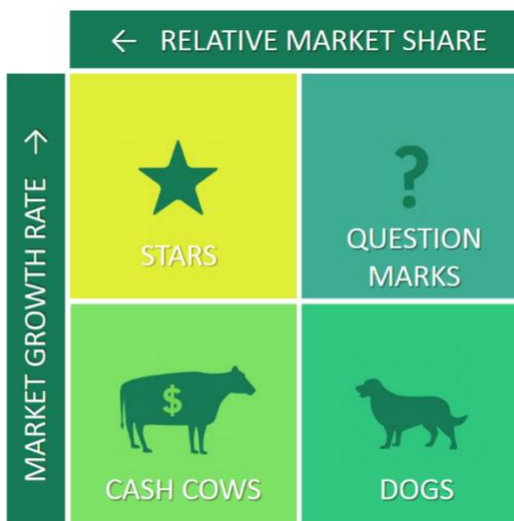 ← RELATIVE MARKET SHARE
MARKET GROWTH RATE →
STARS
?
QUESTION
MARKS
$
CASH COWS
DOGS